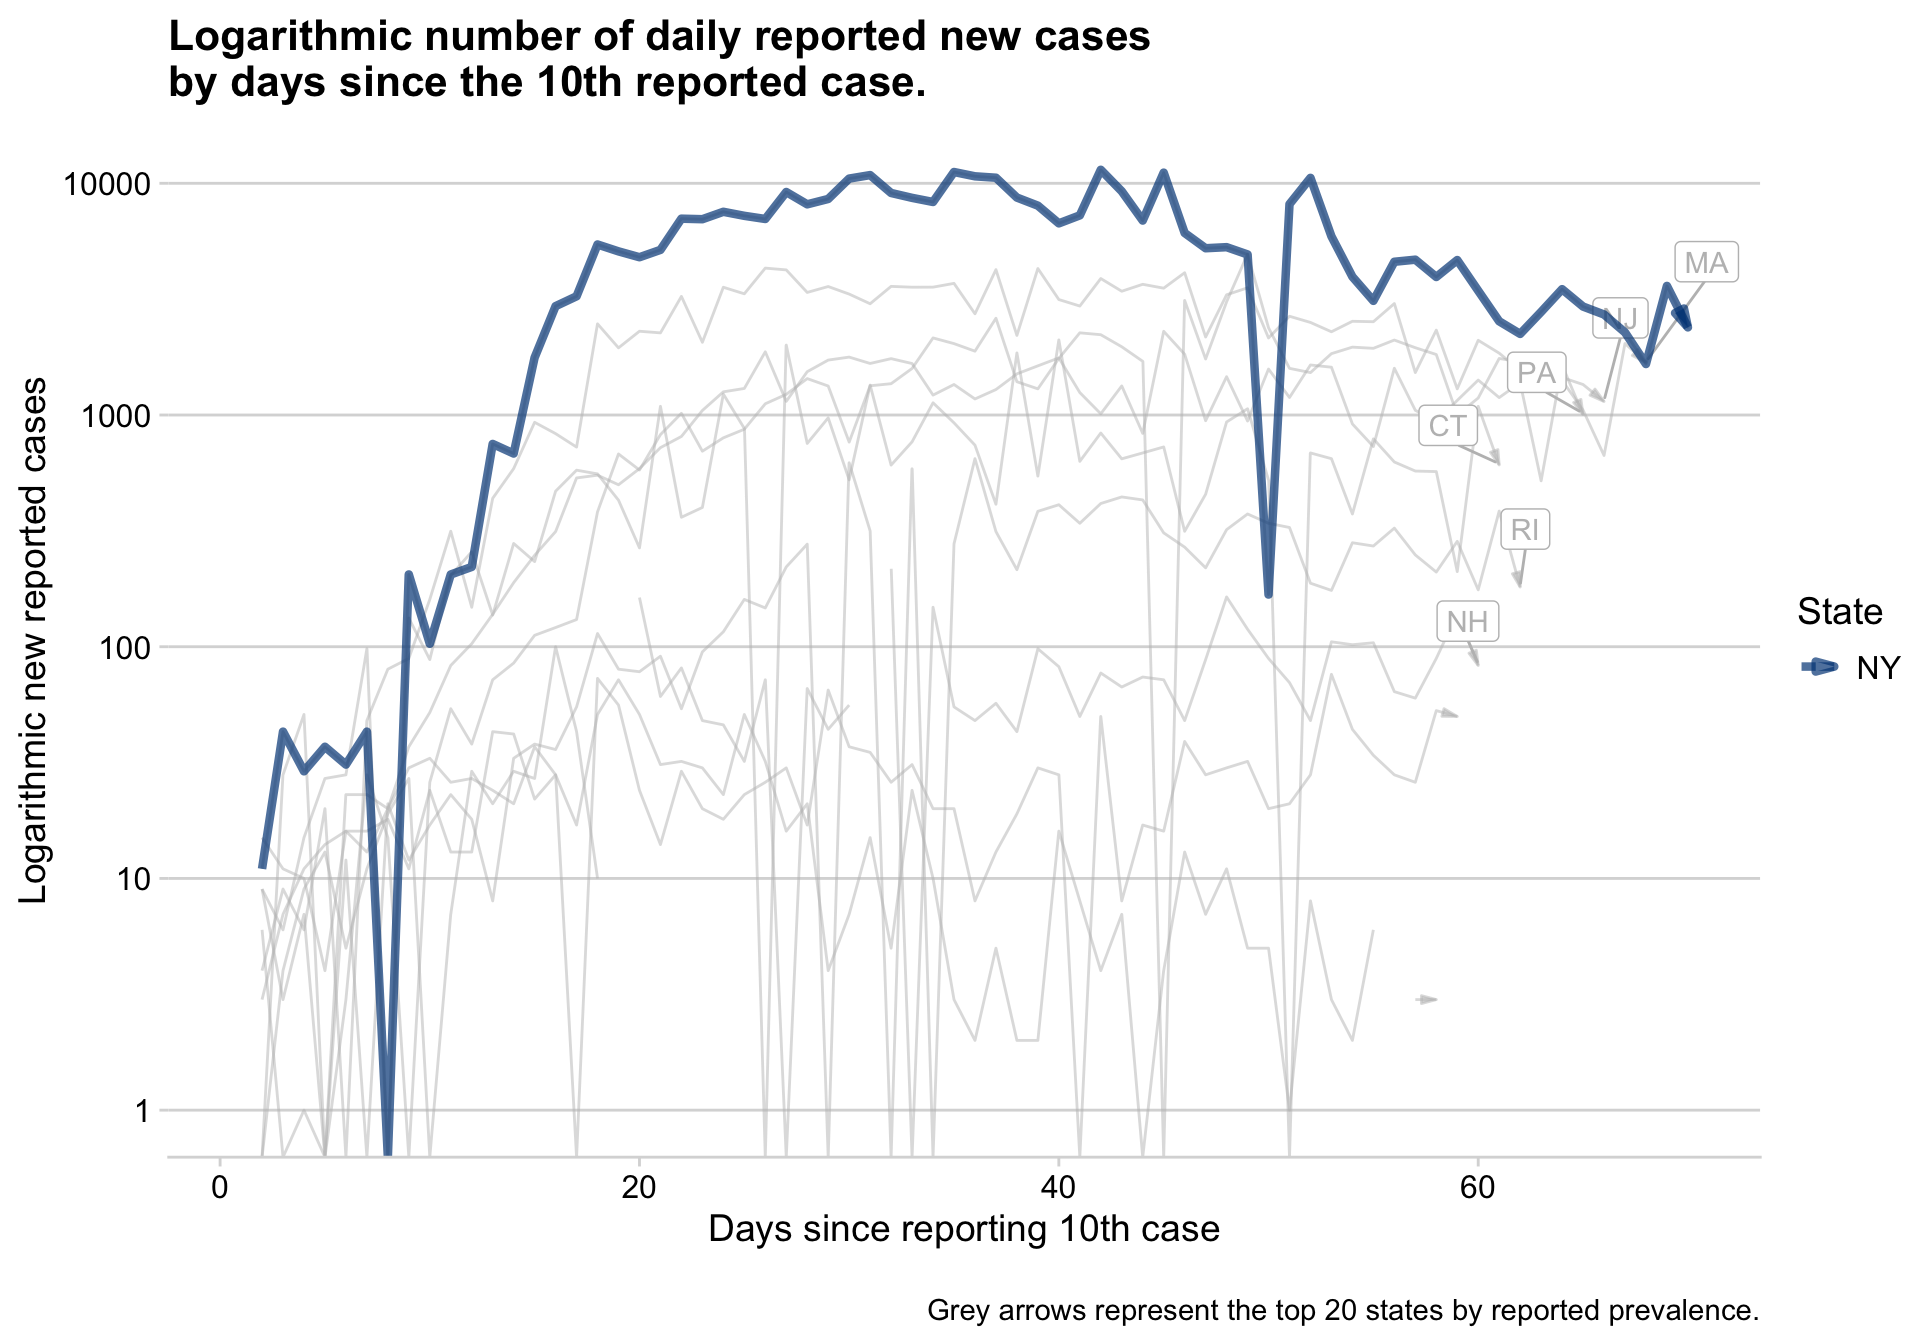 Logarithmic number of daily reported new cases
by days since the 10th reported case.
Logarithmic new reported cases
10000
1000
100
10
1
MA
NJ
PA
CT
RI
NH
State
NY
0
20
40
60
Days since reporting 10th case
Grey arrows represent the top 20 states by reported prevalence.